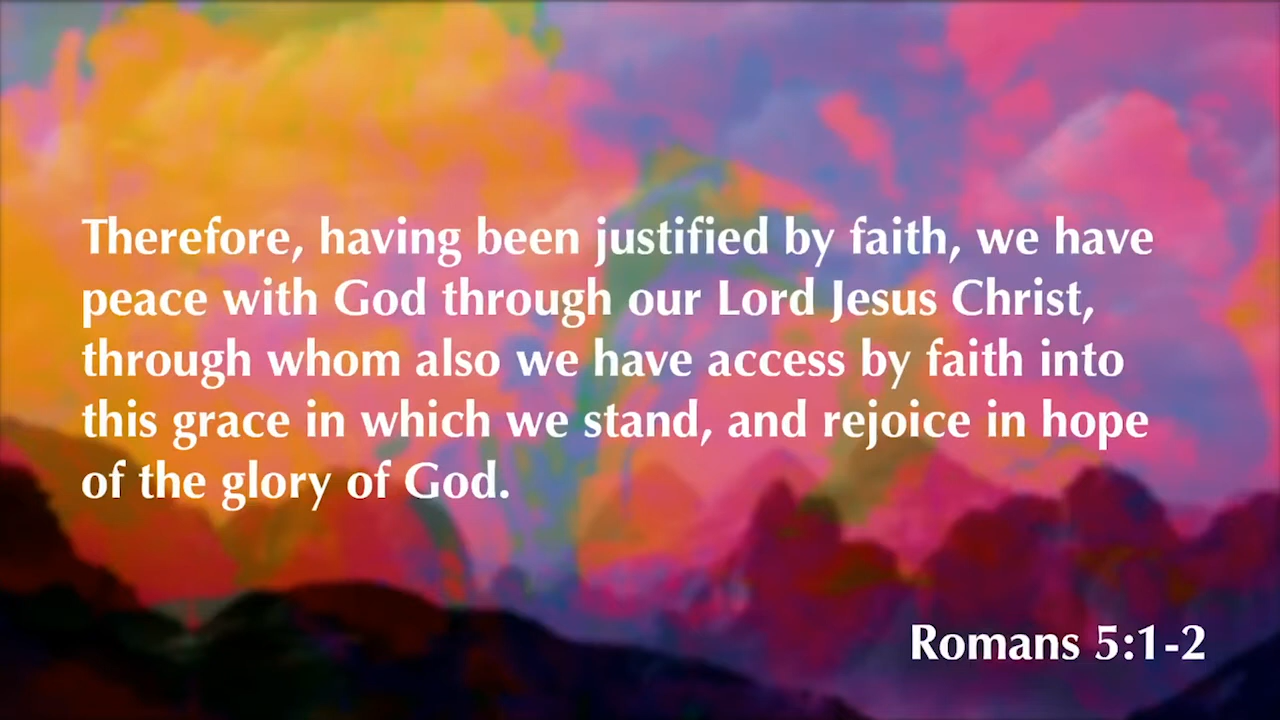 Therefore, having been justified by faith, we have
peace with God through our Lord Jesus Christ,
through whom also we have access by faith into
this grace in which we stand, and rejoice in hope
of the glory of God.
Romans 5:1-2